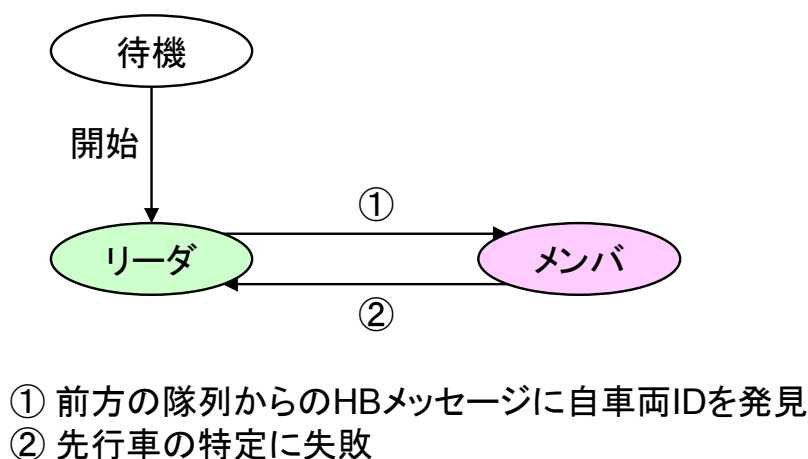 待機
開始
①
リーダ
メンバ
②
① 前方の隊列からのHBメッセージに自車両IDを発見
② 先行車の特定に失敗